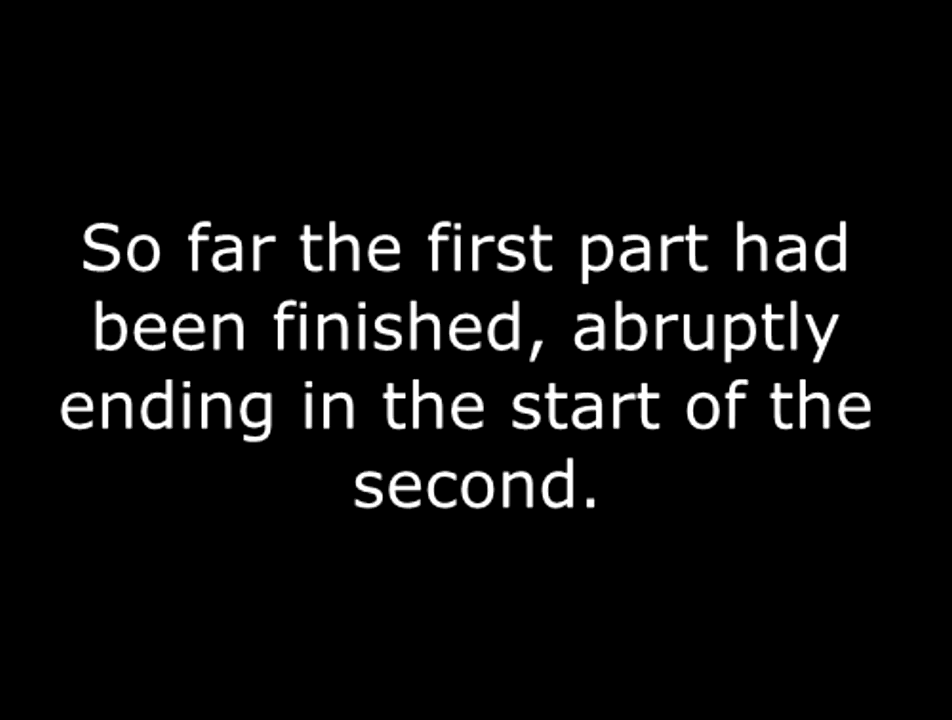 So far the first part had
been finished, abruptly
ending in the start of the
second.